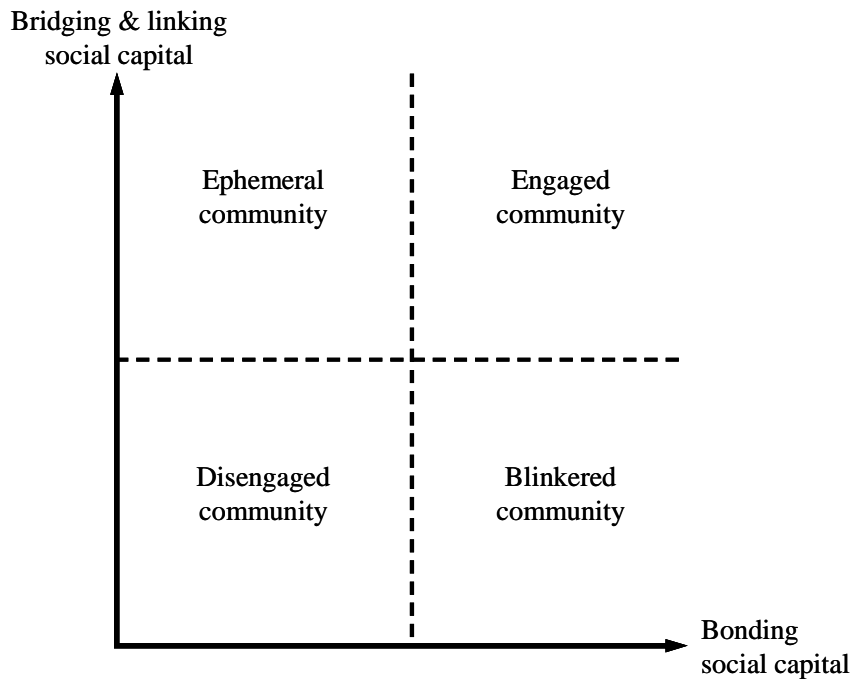 Bridging & linking
social capital
Ephemeral
community
Engaged
community
Disengaged
community
Blinkered
community
Bonding
social capital